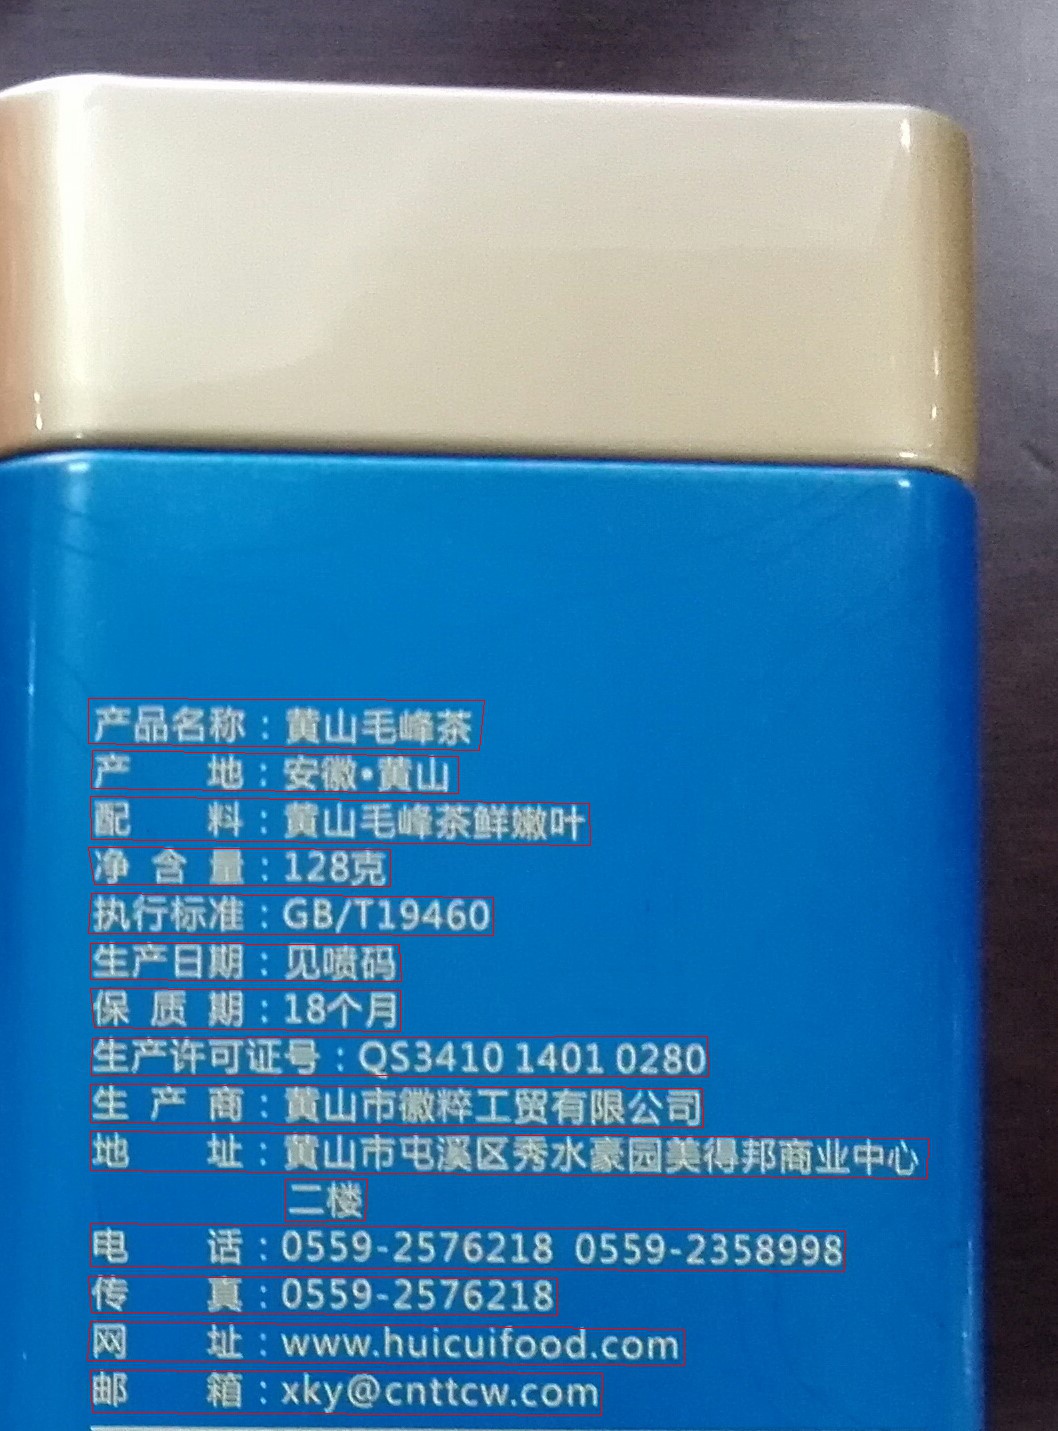 产品名称：黄山毛峰茶
产　　地：安徽•黄山
配　　料：黄山毛峰茶鲜嫩叶
净 含 量：128克
执行标准：GB/T19460
生产日期：见喷码
保 质 期：18个月
生产许可证号：QS3410 1401 0280
生 产 商：黄山市徽粹工贸有限公司
地　　址：黄山市屯溪区秀水豪园美得邦商业中心
二楼
电　　话：0559-2576218 0559-2358998
传　　真：0559-2576218
网　　址：www.huicuifood.com
邮　　箱：xky@cnttcw.com